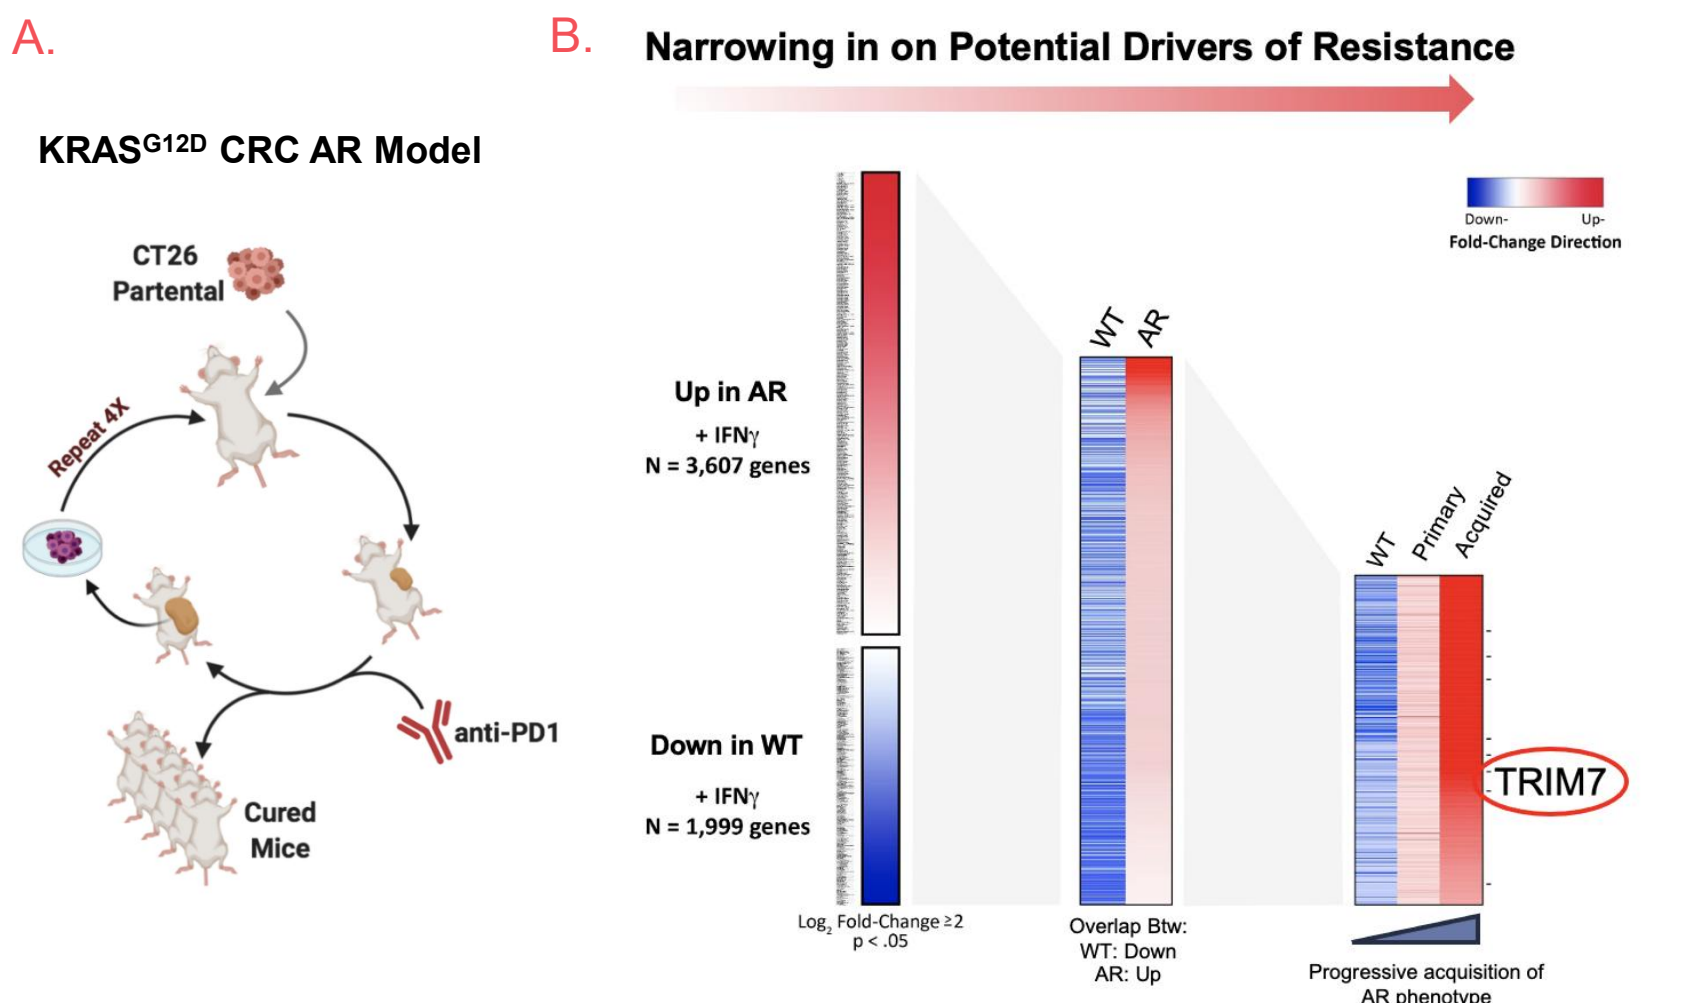 A.
KRASG12D CRC AR Model
CT26
Partental
Repeat 4X
anti-PD1
Cured
Mice
B.
Narrowing in on Potential Drivers of Resistance
Down-
Up-
Fold-Change Direction
Up in AR
+ IFNγ
N = 3,607 genes
Down in WT
+ IFNγ
N = 1,999 genes
Log2 Fold-Change ≥2
p < .05
WT
AR
Overlap Btw:
WT: Down
AR: Up
WT
Primary
Acquired
TRIM7
Progressive acquisition of
AR phenotype